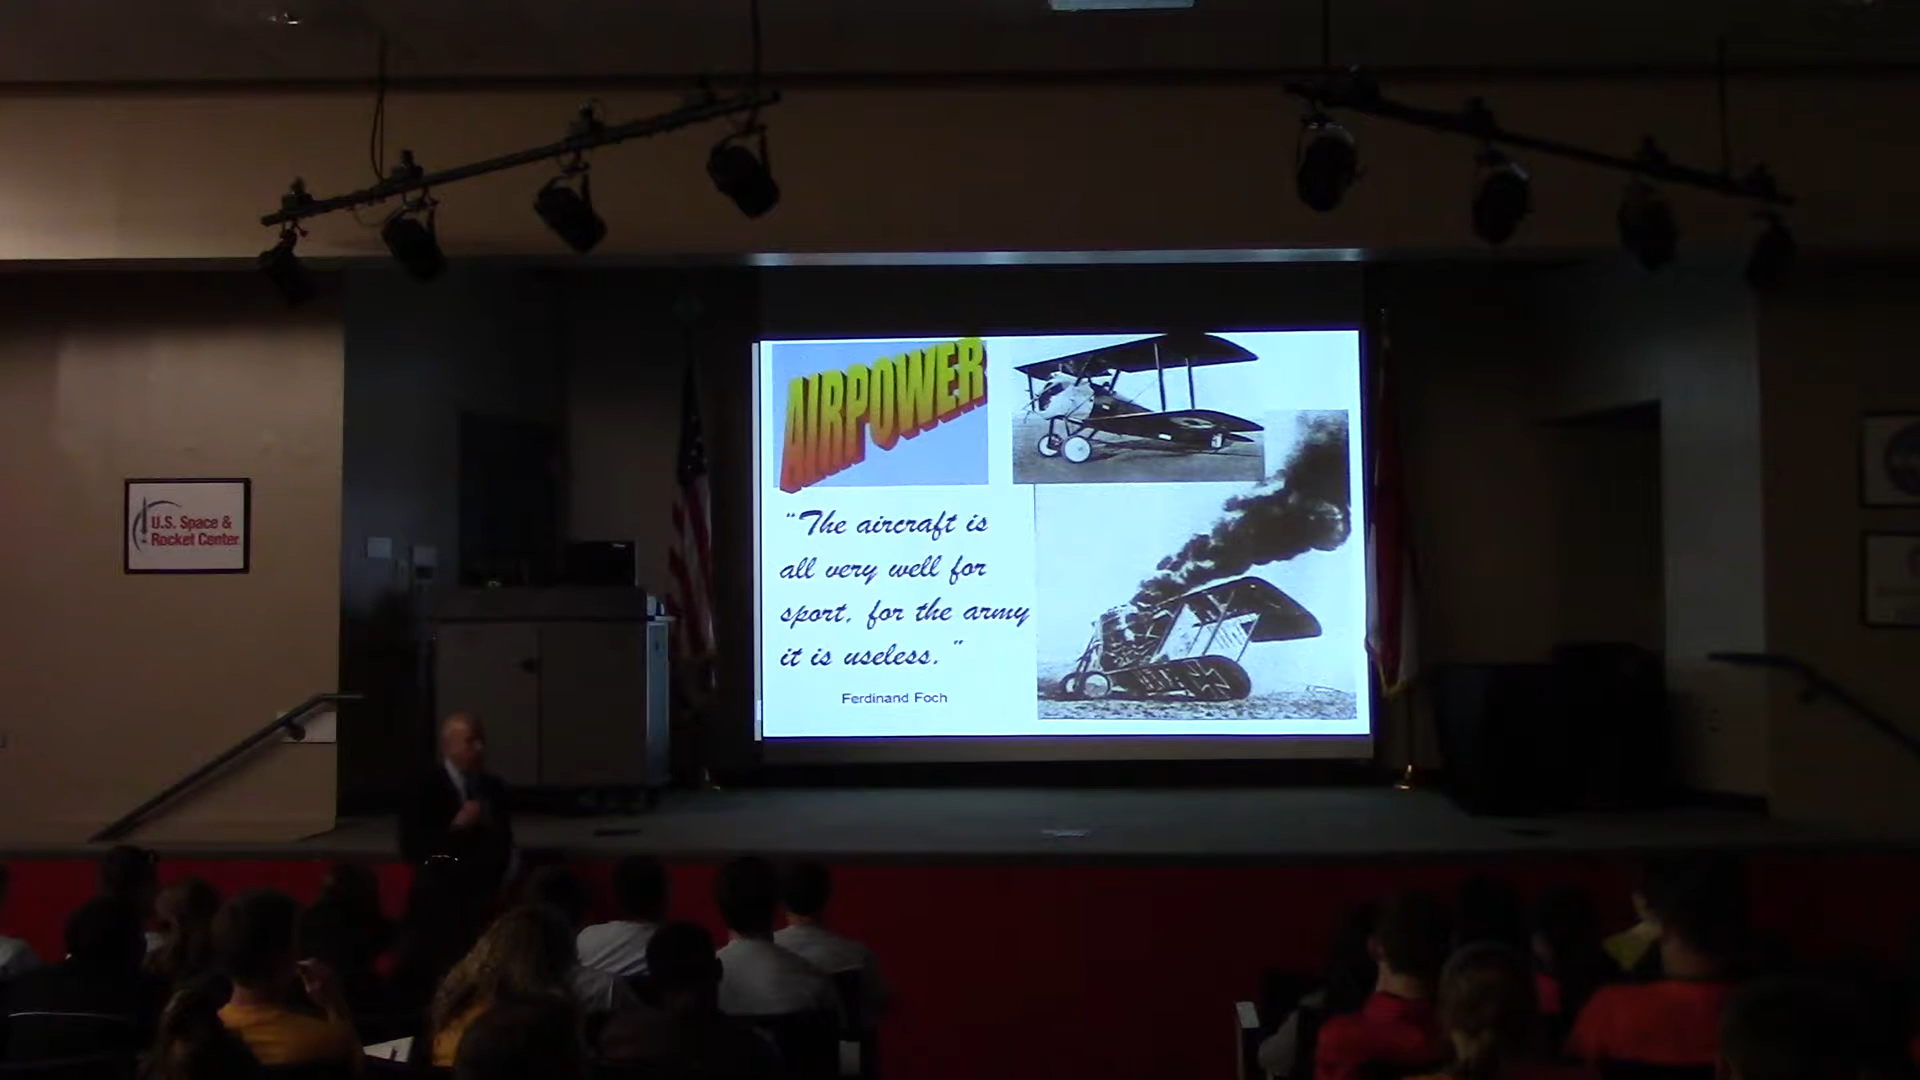 AIRPOWER
"The aircraft is
all very well for
sport, for the army
it is useless."
Ferdinand Foch
U.S. Space &
Rocket Center